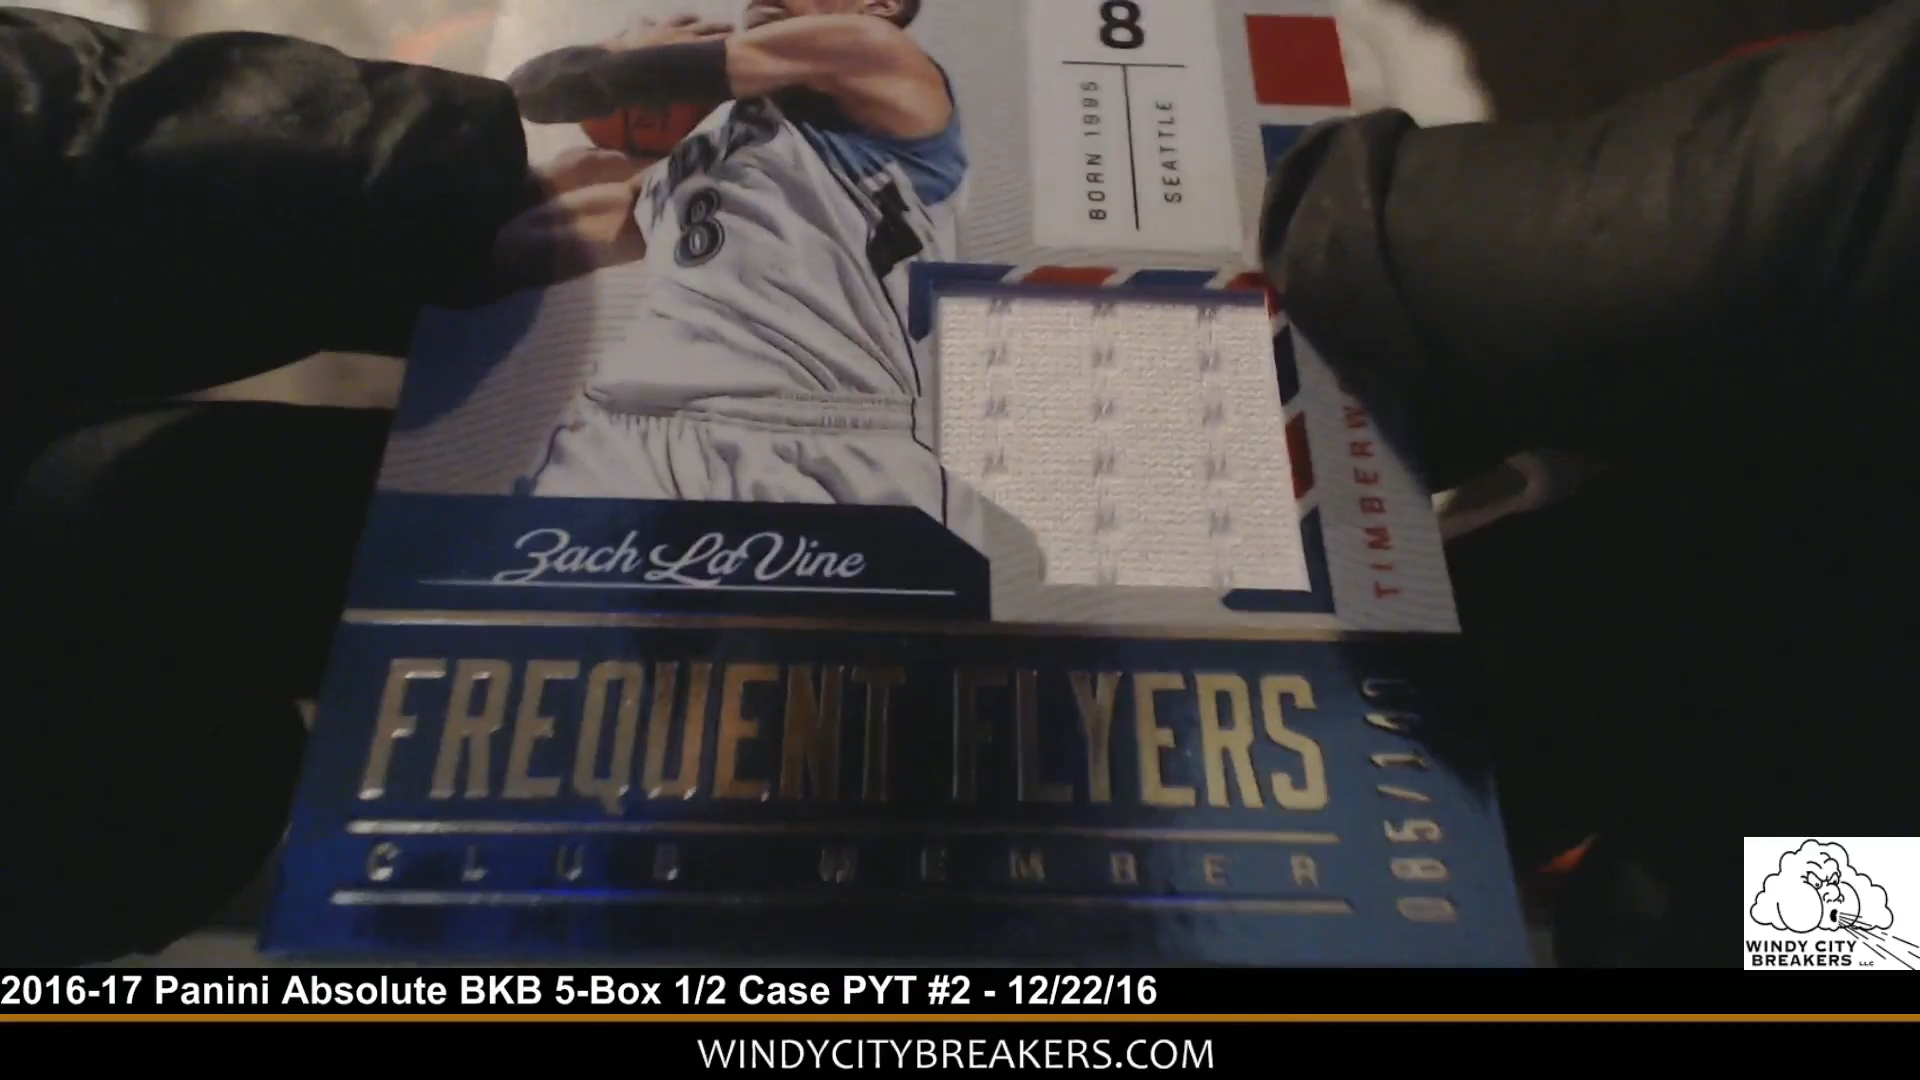 8
BORN 1995
SEATTLE
8
TIMBERW
Zach LaVine
FREQUENT FLYERS
CLUB MEMBER
WINDY CITY
BREAKERS LLC
2016-17 Panini Absolute BKB 5-Box 1/2 Case PYT #2 - 12/22/16
WINDYCITYBREAKERS.COM